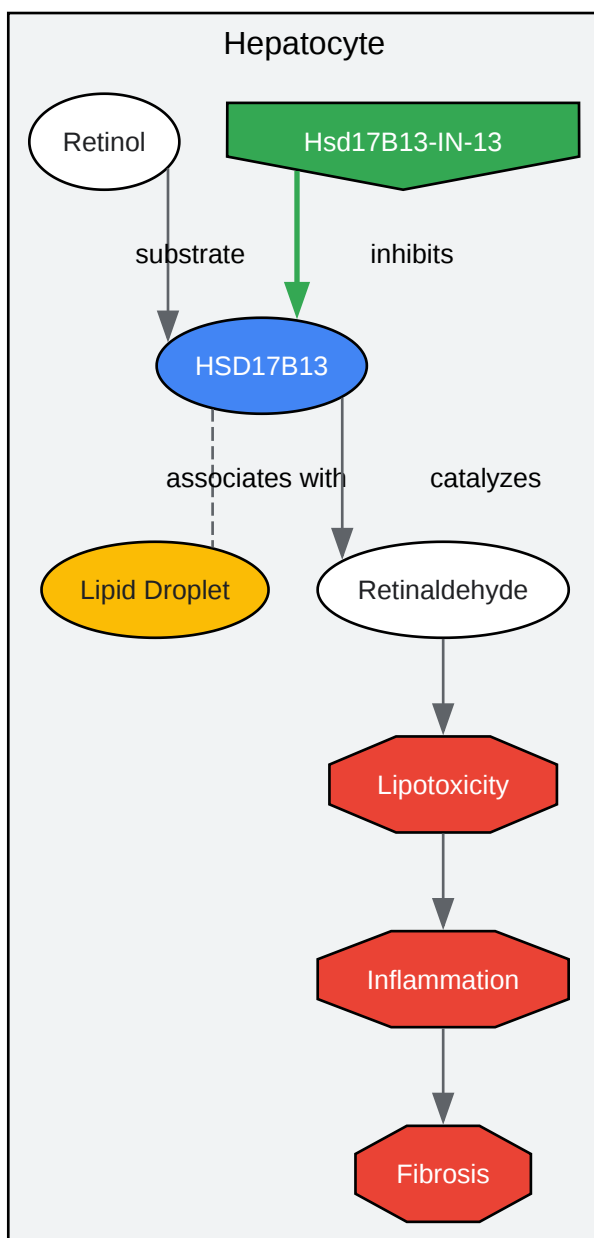 Hepatocyte
Retinol
Hsd17B13-IN-13
substrate
inhibits
HSD17B13
associates with
catalyzes
Lipid Droplet
Retinaldehyde
Lipotoxicity
Inflammation
Fibrosis